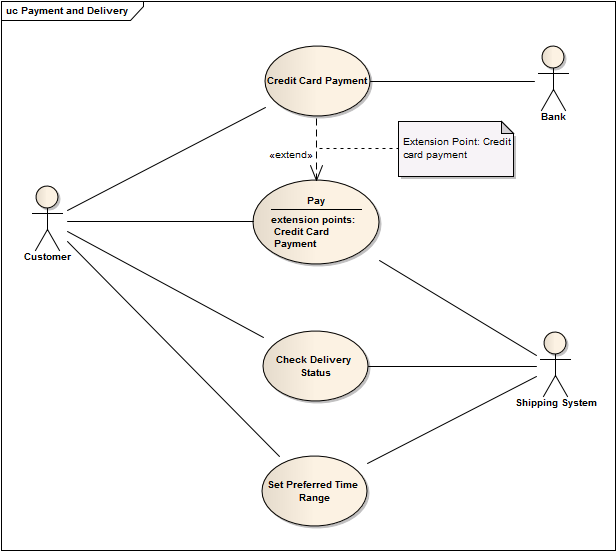 uc Payment and Delivery
Credit Card Payment
Bank
«extend»
Extension Point: Credit
card payment
Pay
extension points:
Credit Card
Payment
Customer
Check Delivery
Status
Shipping System
Set Preferred Time
Range